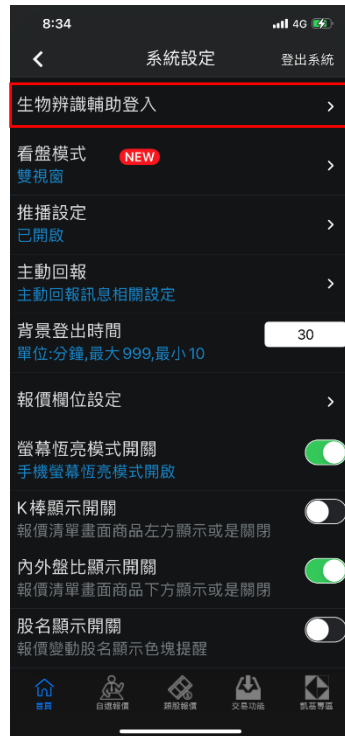 8:34
4G
系統設定
登出系統
生物辨識輔助登入
看盤模式 NEW
雙視窗
推播設定
已開啟
主動回報
主動回報訊息相關設定
背景登出時間
30
單位:分鐘,最大999,最小10
報價欄位設定
螢幕恆亮模式開關
手機螢幕恆亮模式開啟
K棒顯示開關
報價清單畫面商品左方顯示或是關閉
內外盤比顯示開關
報價清單畫面商品下方顯示或是關閉
股名顯示開關
報價變動股名顯示色塊提醒
首頁 自選報價 類股報價 交易功能 凱基專區